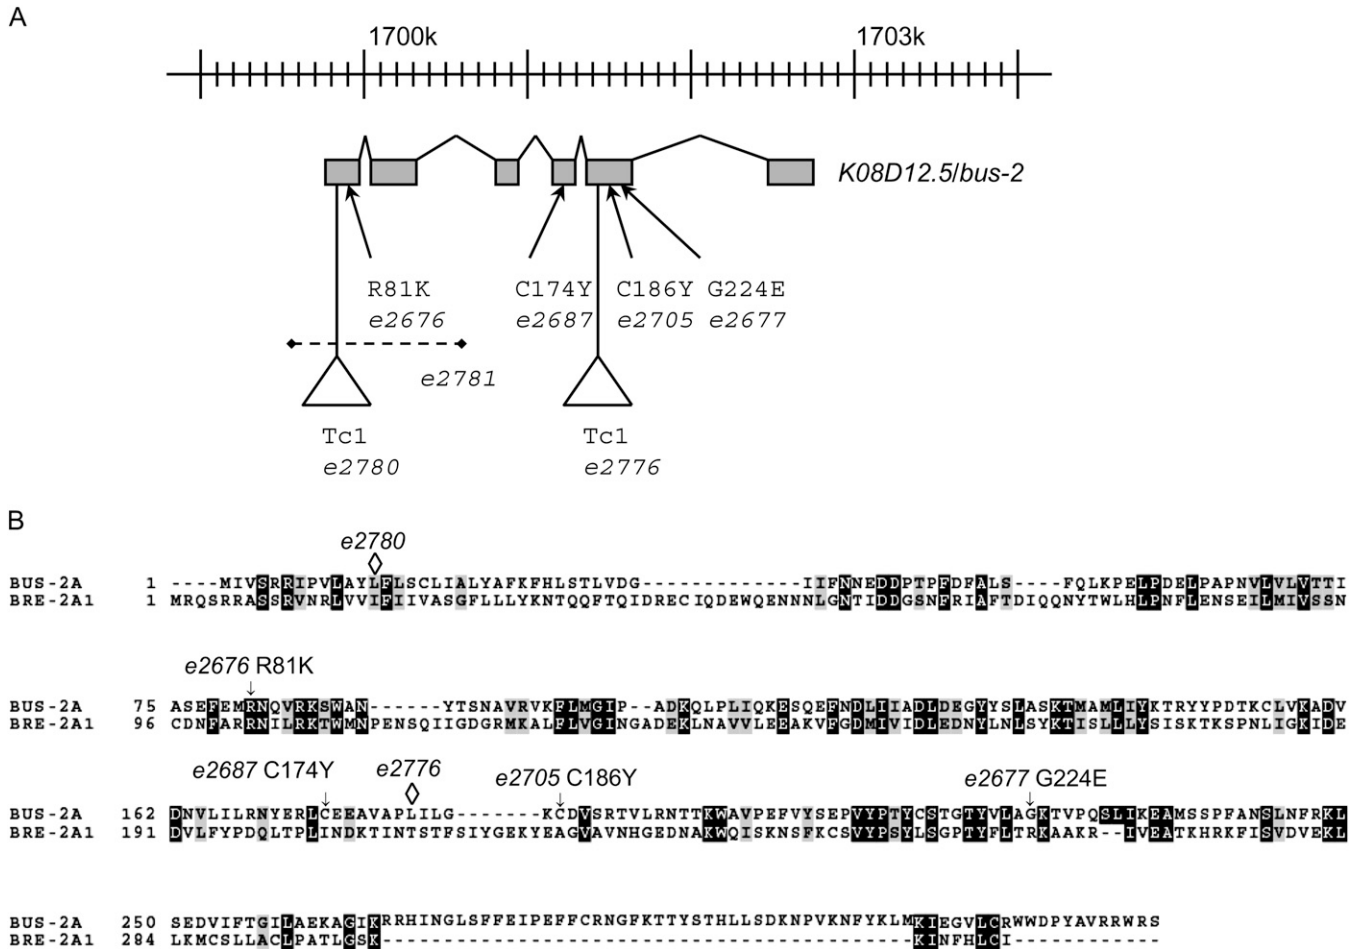 A
1700k 1703k
K08D12.5/bus-2
R81K C174Y C186Y G224E
e2676 e2687 e2705 e2677
e2781
Tc1 Tc1
e2780 e2776
B
e2780
BUS-2A 1 ----MIVSRRIPVLAYLFLSCLIALYAFKFHLSTLVDG-------------IIFNNEDDPTPFDFALS----FQLKPELPDELPAPNVLVLVTTI
BRE-2A1 1 MRQSRRASSRVNRLVVIFIIVASGFLLLYKNTQQFTQIDRECIQDEWQENNNLGNTIDDGSNFRIAFTDIQQNYTWLHLPNFLENSEILMIVSSN
e2676 R81K
BUS-2A 75 ASEFEMRNQVRKSWAN------YTSNAVRVKFLMGIP--ADKQLPLIQKESQEFNDLIIADLDEGYYSLASKTMAMLIYKTRYYPDTKCLVKADV
BRE-2A1 96 CDNFARRNILRKTWMNPENSQIIGDGRMKALFLVGINGADEKLNAVVLEEAKVFGDMIVIDLEDNYLNLSYKTISLLLYSISKTKSPNLIGKIDE
e2687 C174Y e2776 e2705 C186Y e2677 G224E
BUS-2A 162 DNVLILRNYERLCEEAVAPLILG-------KCDVSRTVLRNTTKWAVPEFVYSEPVYPTYCSTGTYVLAGKTVPQSLIKEAMSSPFANSLNFRKL
BRE-2A1 191 DVLFYPDQLTPLINDKTINTSTFSIYGEKYEAGVAVNHGEDNAKWQISKNSFKCSVYPSYLSGPTYFLTRKAAKR--IVEATKHRKFISVDVEKL
BUS-2A 250 SEDVIFTGILAEKAGIKRRHINGLSFFEIPEFFCRNGFKTTYSTHLLSDKNPVKNFYKLMKIEGVLCRWWDPYAVRRWRS
BRE-2A1 284 LKMCSLLACLPATLGSK-------------------------------------------KINFHLCI------------